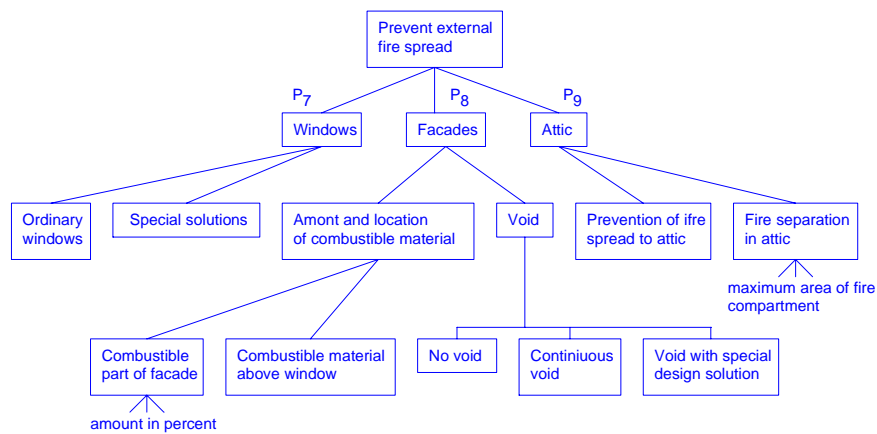 Prevent external
fire spread
P7
P8
P9
Windows
Facades
Attic
Ordinary
windows
Special solutions
Amont and location
of combustible material
Void
Prevention of ifre
spread to attic
Fire separation
in attic
maximum area of fire
compartment
Combustible
part of facade
Combustible material
above window
No void
Continiuous
void
Void with special
design solution
amount in percent